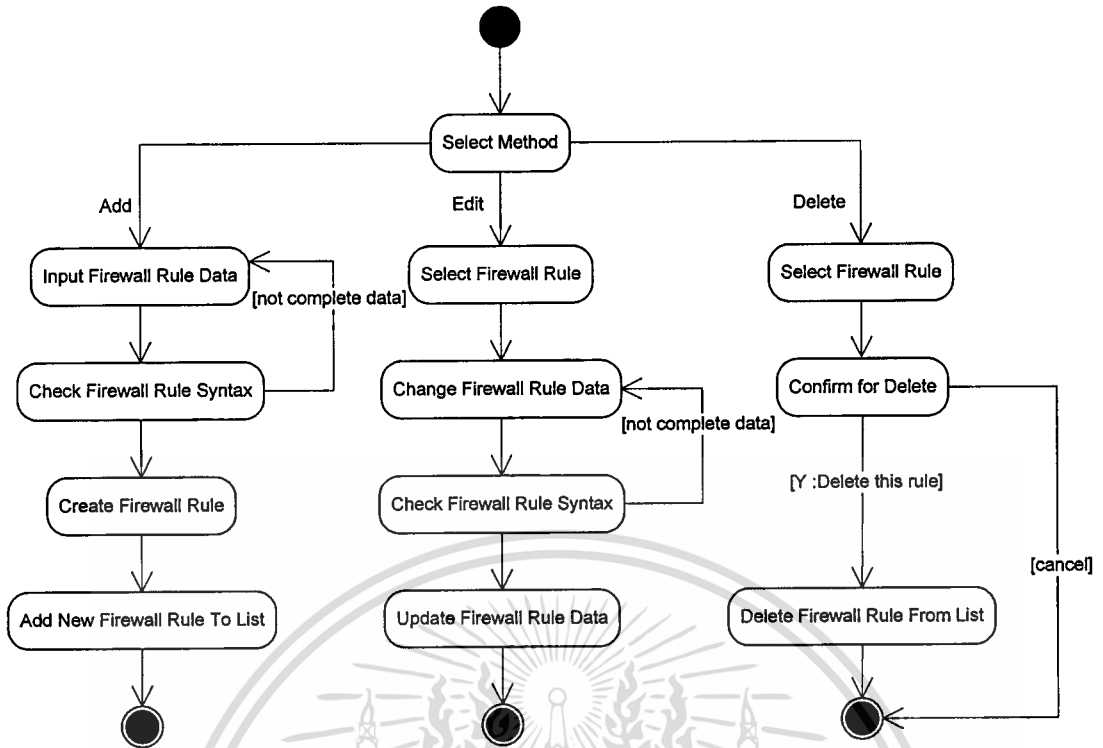 Select Method
Add
Edit
Delete
Input Firewall Rule Data
Select Firewall Rule
Select Firewall Rule
[not complete data]
Check Firewall Rule Syntax
Change Firewall Rule Data
Confirm for Delete
[not complete data]
Create Firewall Rule
Check Firewall Rule Syntax
[Y :Delete this rule]
[cancel]
Add New Firewall Rule To List
Update Firewall Rule Data
Delete Firewall Rule From List